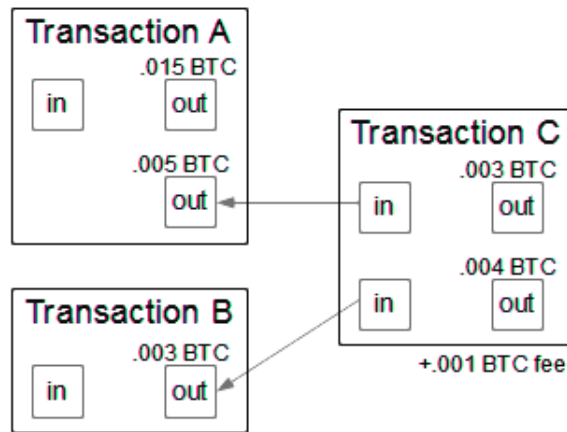 Transaction A
.015 BTC
in out
.005 BTC
out
Transaction B
.003 BTC
in out
Transaction C
.003 BTC
in out
.004 BTC
in out
+.001 BTC fee